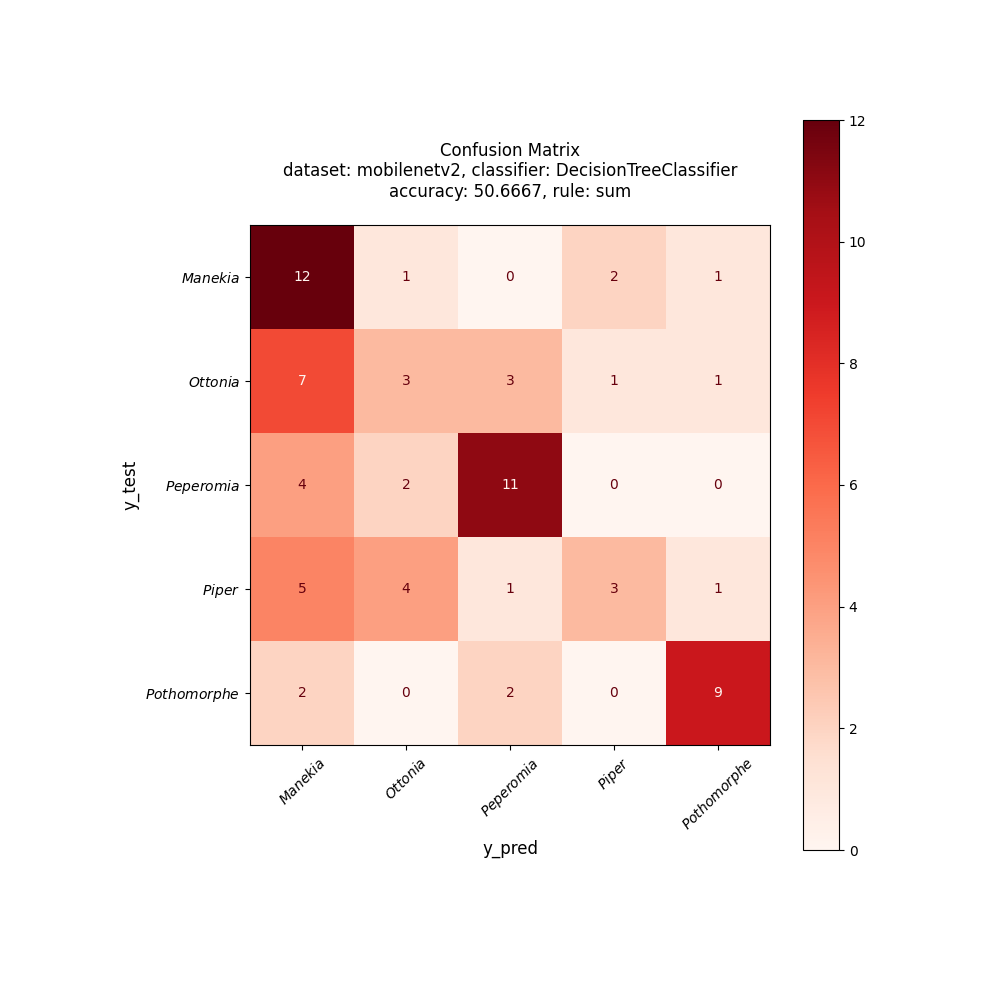 Confusion Matrix
dataset: mobilenetv2, classifier: DecisionTreeClassifier
accuracy: 50.6667, rule: sum
Manekia 12 1 0 2 1
Ottonia 7 3 3 1 1
Peperomia 4 2 11 0 0
Piper 5 4 1 3 1
Pothomorphe 2 0 2 0 9
Manekia Ottonia Peperomia Piper Pothomorphe
y_pred
y_test
12
10
8
6
4
2
0